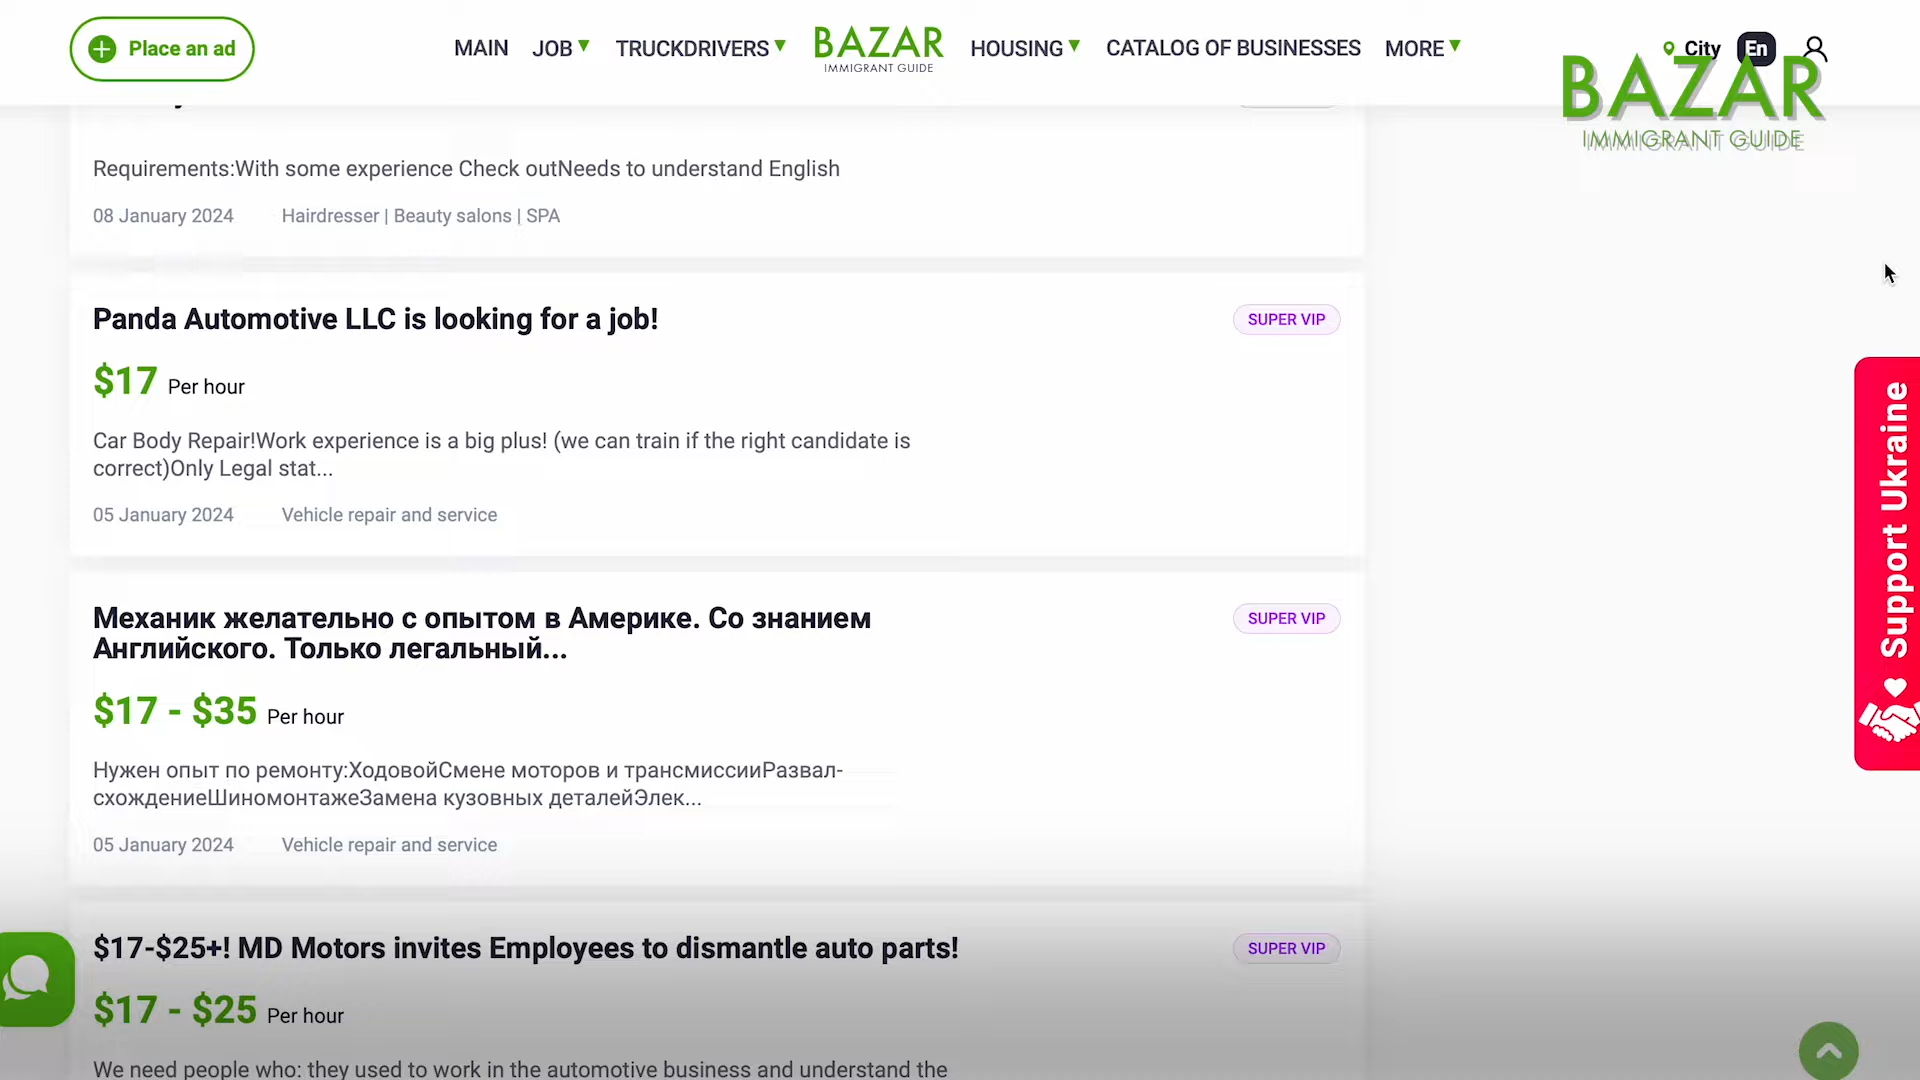 Place an ad
MAIN
JOB
TRUCKDRIVERS
BAZAR
IMMIGRANT GUIDE
HOUSING
CATALOG OF BUSINESSES
MORE
City
En
BAZAR
IMMIGRANT GUIDE
Requirements:With some experience Check outNeeds to understand English
08 January 2024
Hairdresser | Beauty salons | SPA
Panda Automotive LLC is looking for a job!
SUPER VIP
$17 Per hour
Car Body Repair!Work experience is a big plus! (we can train if the right candidate is
correct)Only Legal stat...
05 January 2024
Vehicle repair and service
Механик желательно с опытом в Америке. Со знанием
Английского. Только легальный...
SUPER VIP
$17 - $35 Per hour
Нужен опыт по ремонту:ХодовойСмене моторов и трансмиссииРазвал-
схождениеШиномонтажеЗамена кузовных деталейЭлек...
05 January 2024
Vehicle repair and service
$17-$25+! MD Motors invites Employees to dismantle auto parts!
SUPER VIP
$17 - $25 Per hour
We need people who: they used to work in the automotive business and understand the
Support Ukraine